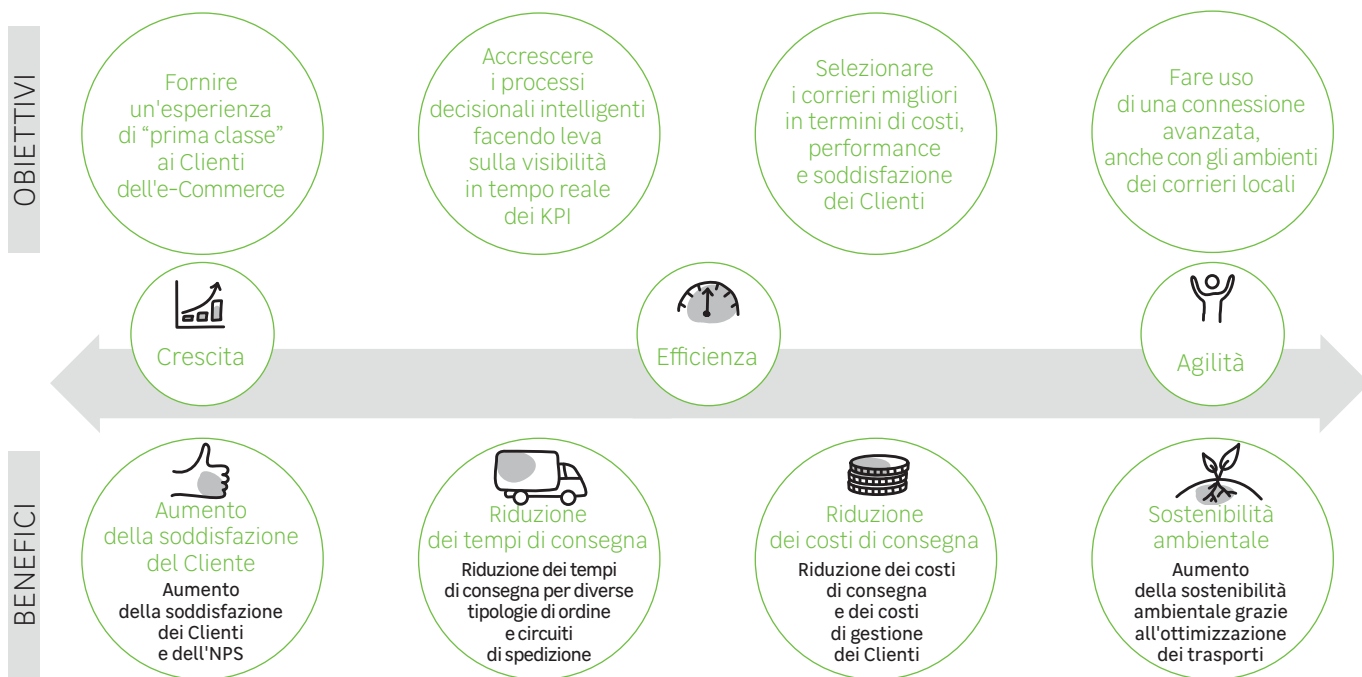 OBIETTIVI
Fornire
un'esperienza
di “prima classe”
ai Clienti
dell'e-Commerce
Accrescere
i processi
decisionali intelligenti
facendo leva
sulla visibilità
in tempo reale
dei KPI
Selezionare
i corrieri migliori
in termini di costi,
performance
e soddisfazione
dei Clienti
Fare uso
di una connessione
avanzata,
anche con gli ambienti
dei corrieri locali
Crescita
Efficienza
Agilità
BENEFICI
Aumento
della soddisfazione
del Cliente
Aumento
della soddisfazione
dei Clienti
e dell'NPS
Riduzione
dei tempi di consegna
Riduzione dei tempi
di consegna per diverse
tipologie di ordine
e circuiti
di spedizione
Riduzione
dei costi di consegna
Riduzione dei costi
di consegna
e dei costi
di gestione
dei Clienti
Sostenibilità
ambientale
Aumento
della sostenibilità
ambientale grazie
all'ottimizzazione
dei trasporti